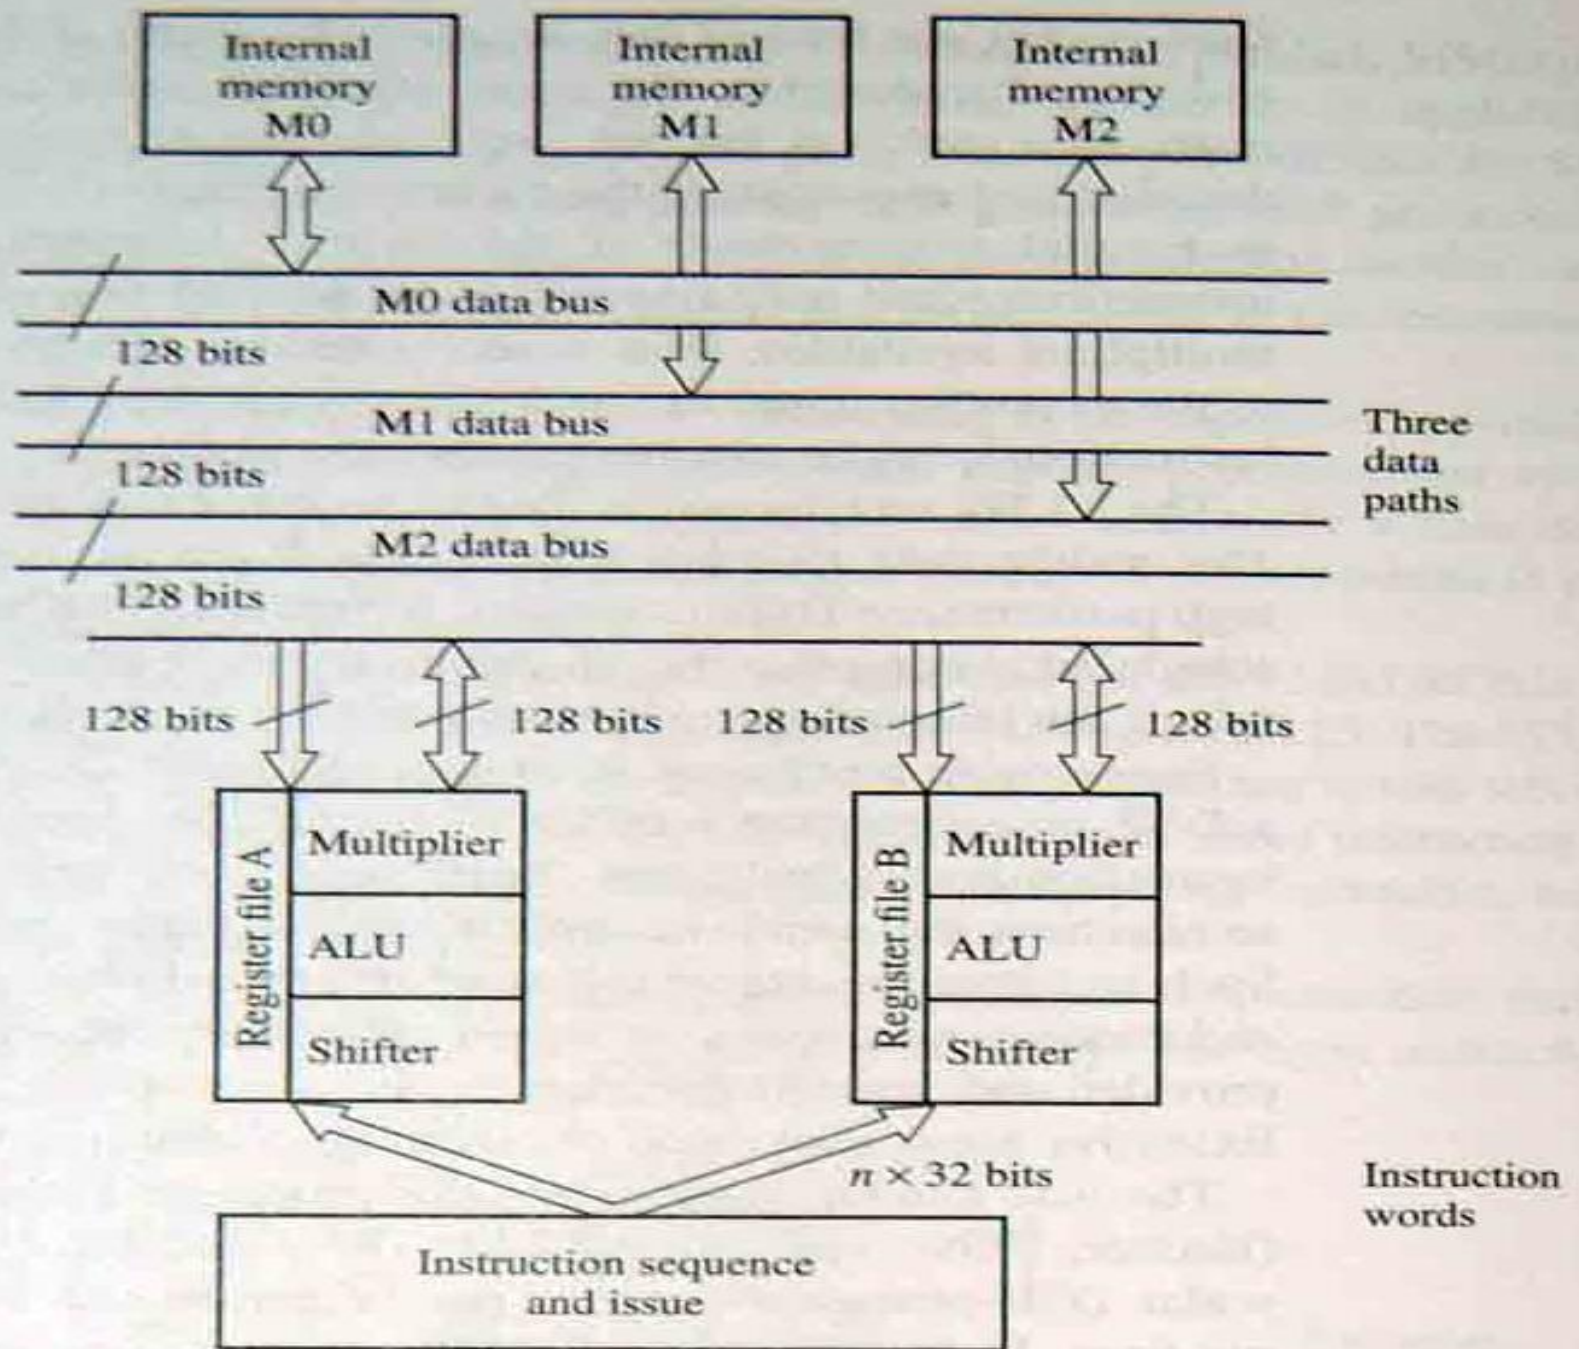 Internal
memory
M0
Internal
memory
M1
Internal
memory
M2
M0 data bus
128 bits
M1 data bus
128 bits
M2 data bus
128 bits
Three
data
paths
128 bits
128 bits
128 bits
128 bits
Register file A
Multiplier
ALU
Shifter
Register file B
Multiplier
ALU
Shifter
n × 32 bits
Instruction
words
Instruction sequence
and issue